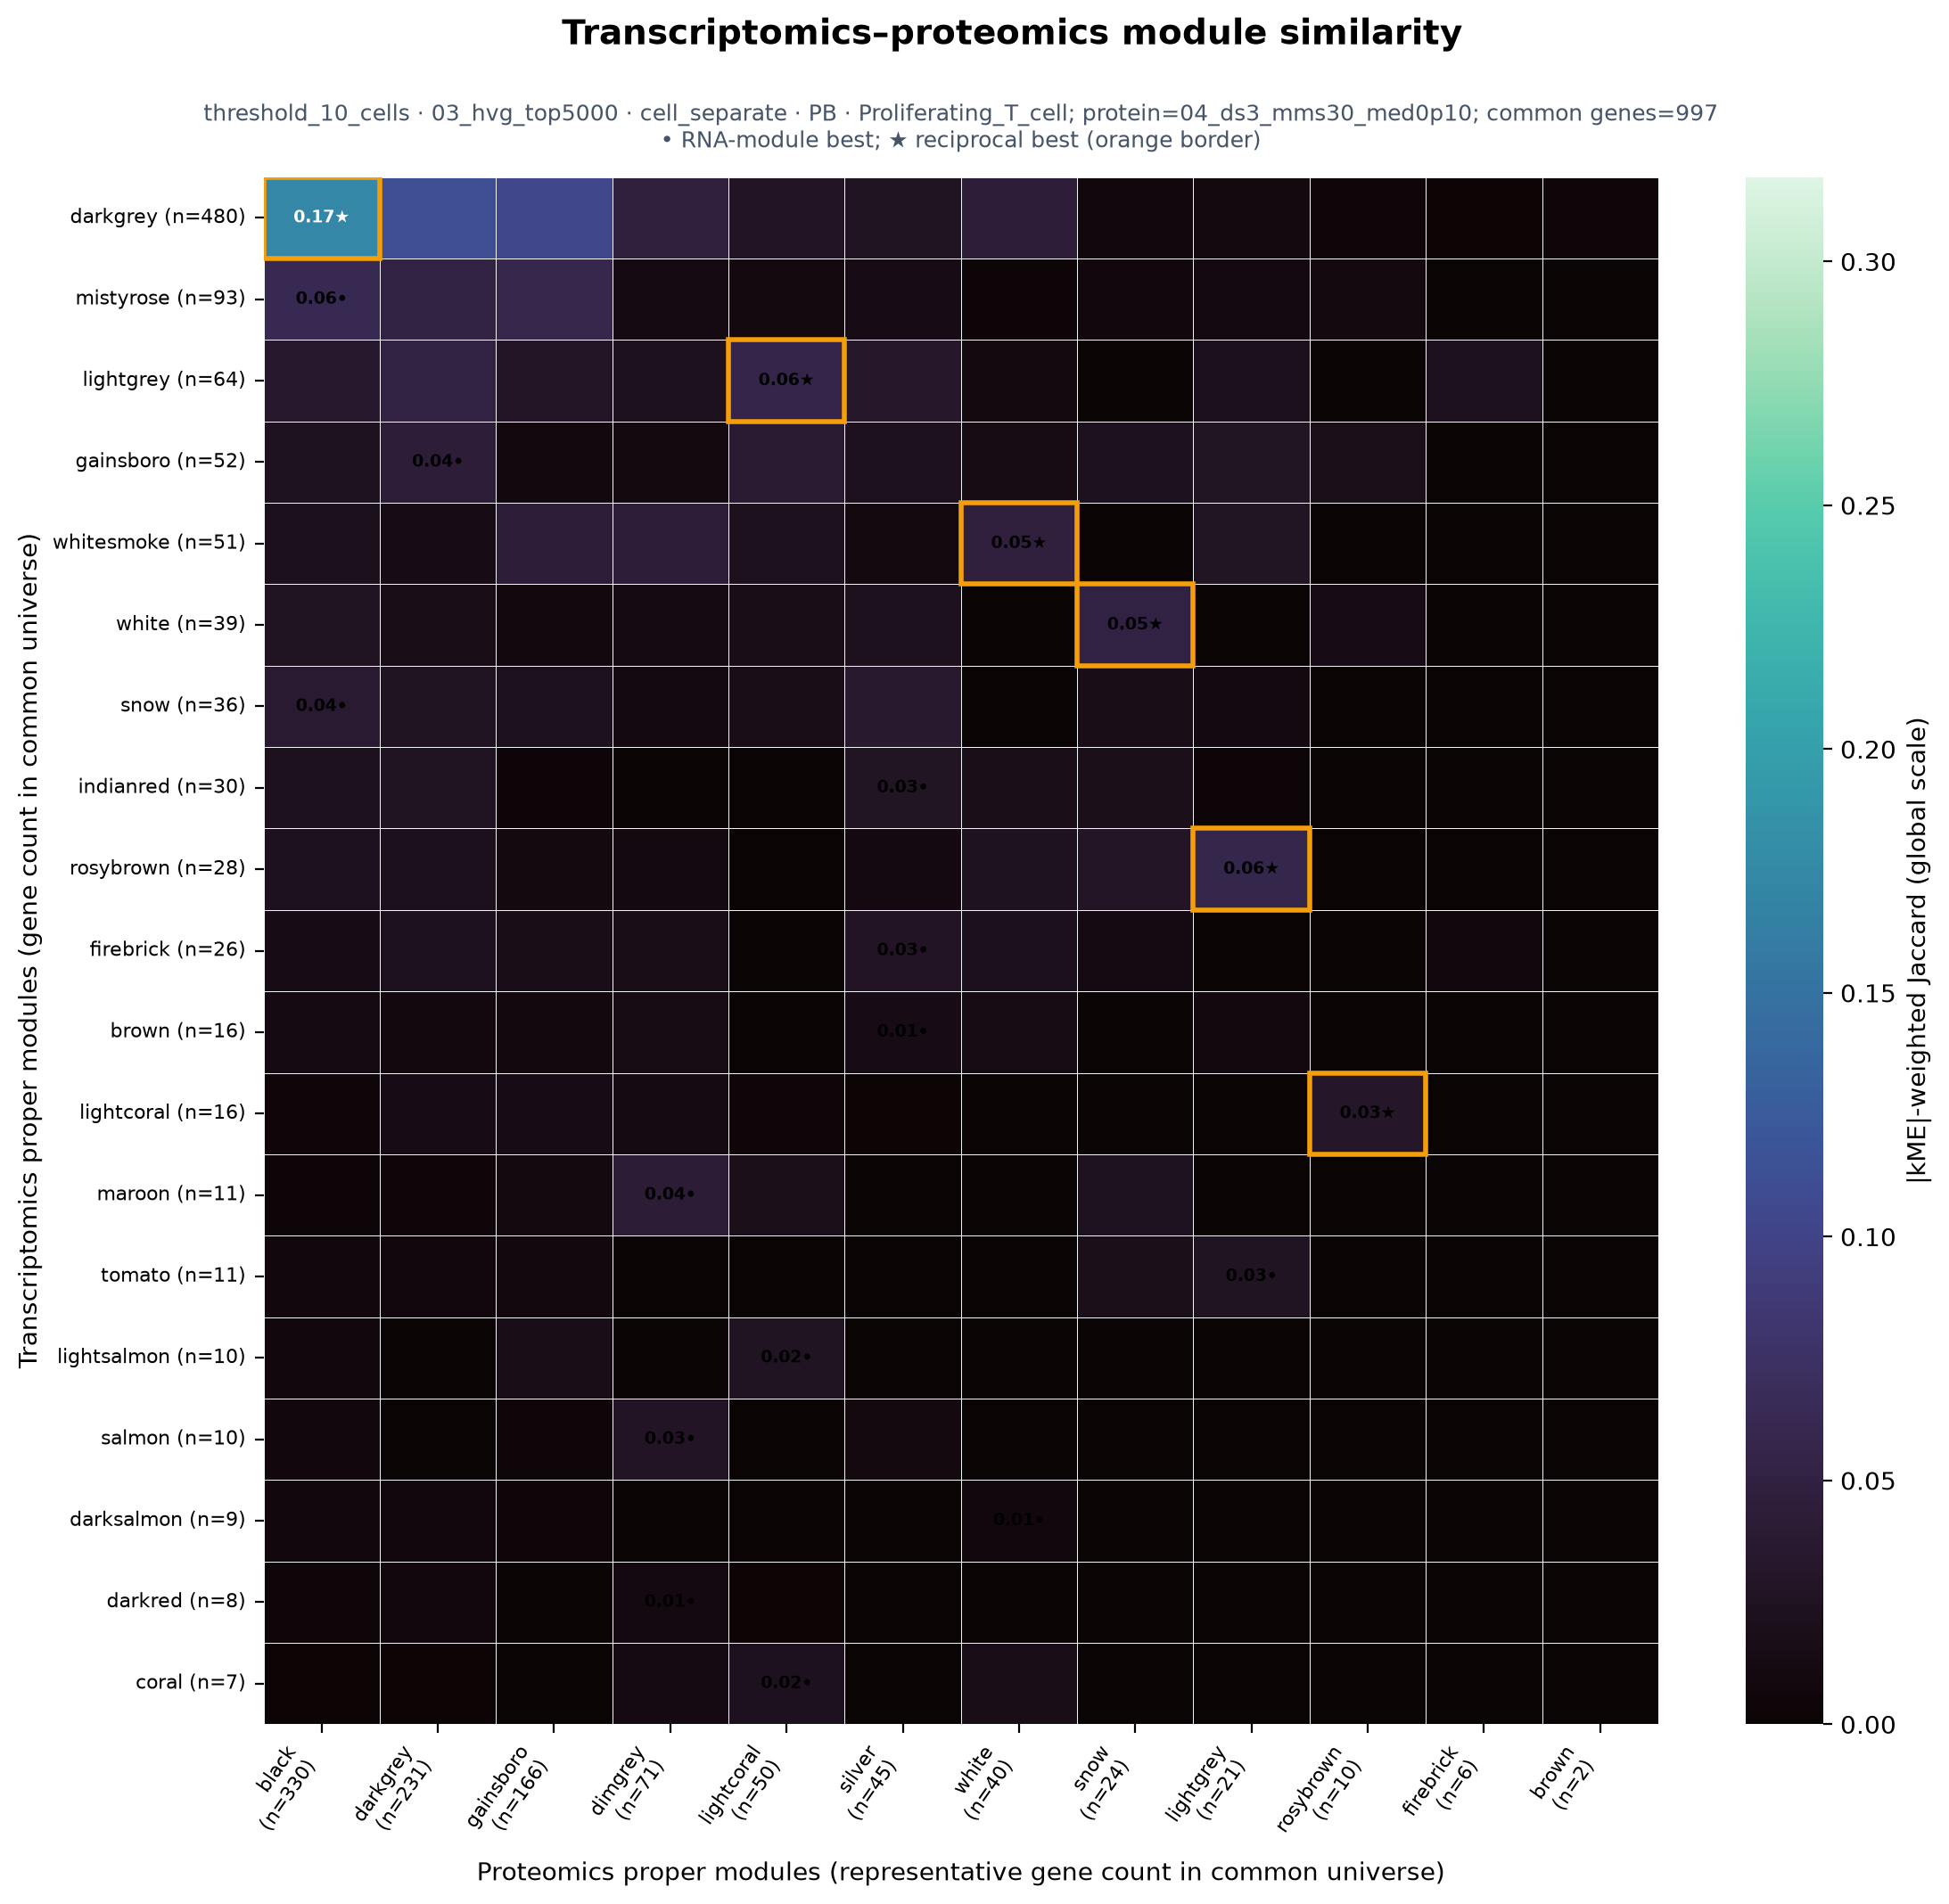 Transcriptomics–proteomics module similarity
threshold_10_cells · 03_hvg_top5000 · cell_separate · PB · Proliferating_T_cell; protein=04_ds3_mms30_med0p10; common genes=997
• RNA-module best; ★ reciprocal best (orange border)
Transcriptomics proper modules (gene count in common universe)
darkgrey (n=480)
0.17★
mistyrose (n=93)
0.06•
lightgrey (n=64)
0.06★
gainsboro (n=52)
0.04•
whitesmoke (n=51)
0.05★
white (n=39)
0.05★
snow (n=36)
0.04•
indianred (n=30)
0.03•
rosybrown (n=28)
0.06★
firebrick (n=26)
0.03•
brown (n=16)
0.01•
lightcoral (n=16)
0.03★
maroon (n=11)
0.04•
tomato (n=11)
0.03•
lightsalmon (n=10)
0.02•
salmon (n=10)
0.03•
darksalmon (n=9)
0.01•
darkred (n=8)
0.01•
coral (n=7)
0.02•
black
(n=330)
darkgrey
(n=231)
gainsboro
(n=166)
dimgrey
(n=71)
lightcoral
(n=50)
silver
(n=45)
white
(n=40)
snow
(n=24)
lightgrey
(n=21)
rosybrown
(n=10)
firebrick
(n=6)
brown
(n=2)
Proteomics proper modules (representative gene count in common universe)
0.30
0.25
0.20
0.15
0.10
0.05
0.00
|kME|-weighted Jaccard (global scale)